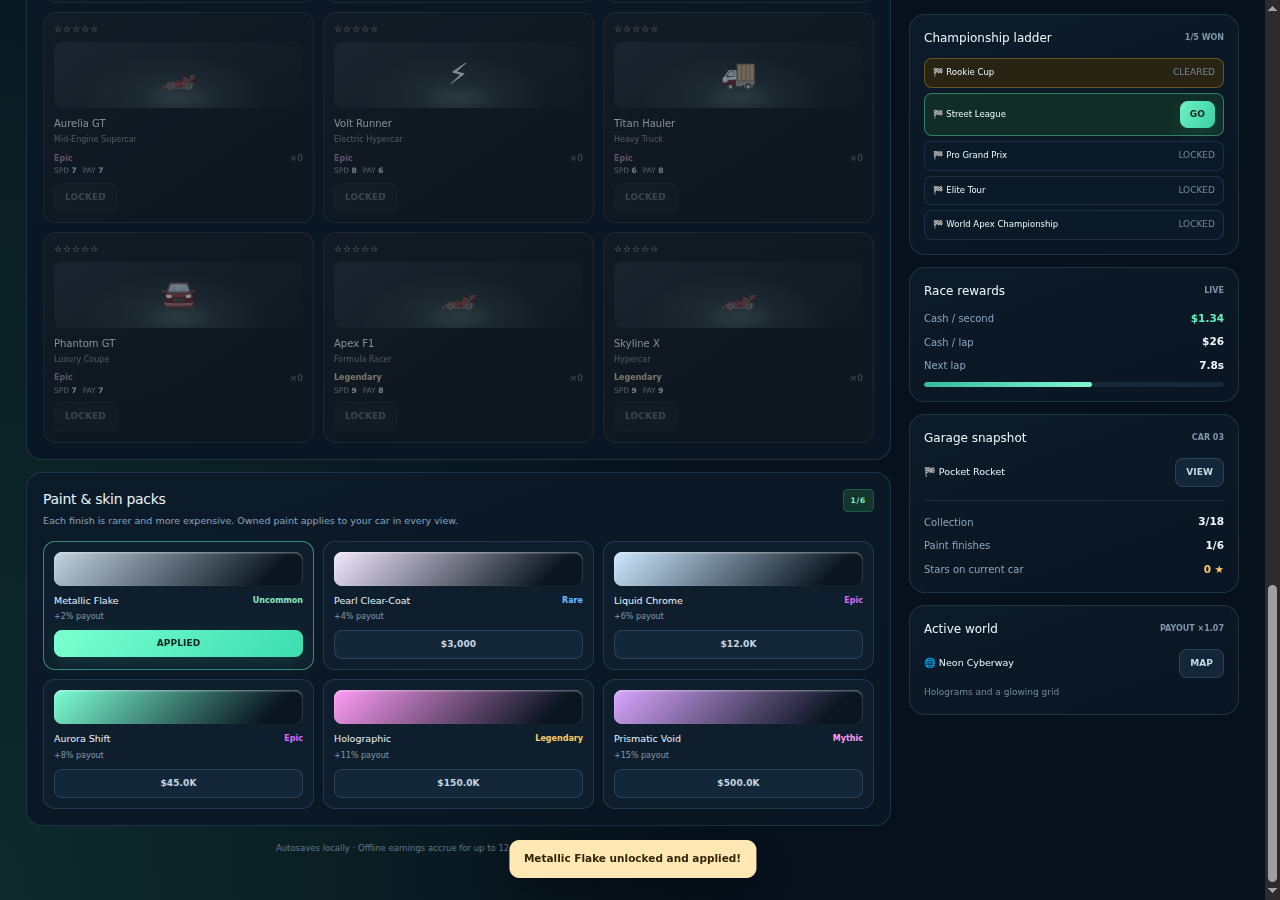 ☆☆☆☆☆
Aurelia GT
Mid-Engine Supercar
Epic ×0
SPD 7 PAY 7
LOCKED
☆☆☆☆☆
Volt Runner
Electric Hypercar
Epic ×0
SPD 8 PAY 6
LOCKED
☆☆☆☆☆
Titan Hauler
Heavy Truck
Epic ×0
SPD 6 PAY 8
LOCKED
☆☆☆☆☆
Phantom GT
Luxury Coupe
Epic ×0
SPD 7 PAY 7
LOCKED
☆☆☆☆☆
Apex F1
Formula Racer
Legendary ×0
SPD 9 PAY 8
LOCKED
☆☆☆☆☆
Skyline X
Hypercar
Legendary ×0
SPD 9 PAY 9
LOCKED
Paint & skin packs 1/6
Each finish is rarer and more expensive. Owned paint applies to your car in every view.
Metallic Flake Uncommon
+2% payout
APPLIED
Pearl Clear-Coat Rare
+4% payout
$3,000
Liquid Chrome Epic
+6% payout
$12.0K
Aurora Shift Epic
+8% payout
$45.0K
Holographic Legendary
+11% payout
$150.0K
Prismatic Void Mythic
+15% payout
$500.0K
Autosaves locally · Offline earnings accrue for up to 12
Metallic Flake unlocked and applied!
Championship ladder 1/5 WON
Rookie Cup CLEARED
Street League GO
Pro Grand Prix LOCKED
Elite Tour LOCKED
World Apex Championship LOCKED
Race rewards LIVE
Cash / second $1.34
Cash / lap $26
Next lap 7.8s
Garage snapshot CAR 03
Pocket Rocket VIEW
Collection 3/18
Paint finishes 1/6
Stars on current car 0 ★
Active world PAYOUT ×1.07
Neon Cyberway MAP
Holograms and a glowing grid